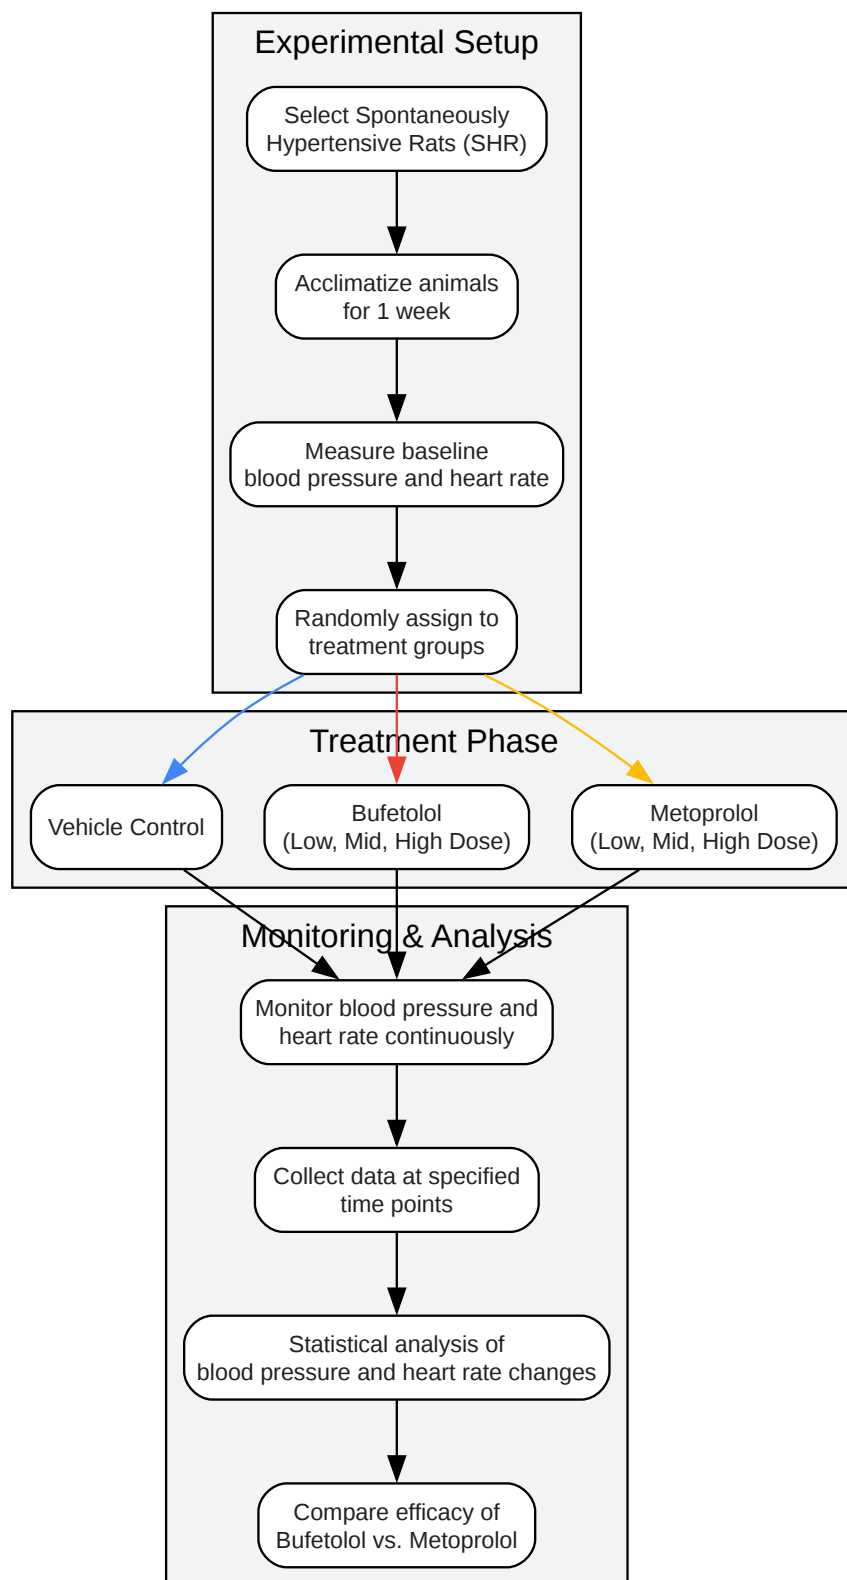 Experimental Setup
Select Spontaneously
Hypertensive Rats (SHR)
Acclimatize animals
for 1 week
Measure baseline
blood pressure and heart rate
Randomly assign to
treatment groups
Treatment Phase
Vehicle Control
Bufetolol
(Low, Mid, High Dose)
Metoprolol
(Low, Mid, High Dose)
Monitoring & Analysis
Monitor blood pressure and
heart rate continuously
Collect data at specified
time points
Statistical analysis of
blood pressure and heart rate changes
Compare efficacy of
Bufetolol vs. Metoprolol